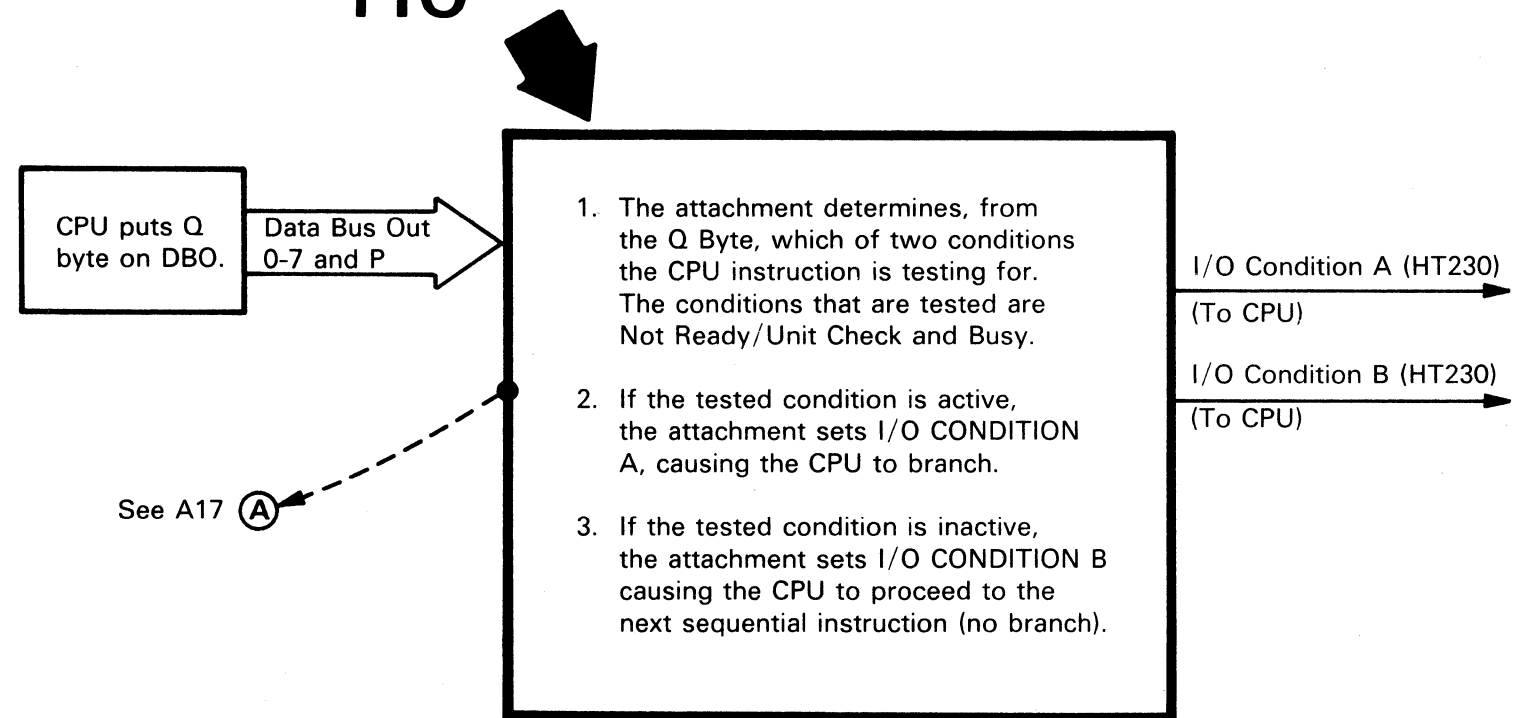 CPU puts Q
byte on DBO.
Data Bus Out
0-7 and P
1. The attachment determines, from
the Q Byte, which of two conditions
the CPU instruction is testing for.
The conditions that are tested are
Not Ready/Unit Check and Busy.
2. If the tested condition is active,
the attachment sets I/O CONDITION
A, causing the CPU to branch.
3. If the tested condition is inactive,
the attachment sets I/O CONDITION B
causing the CPU to proceed to the
next sequential instruction (no branch).
I/O Condition A (HT230)
(To CPU)
I/O Condition B (HT230)
(To CPU)
See A17 A